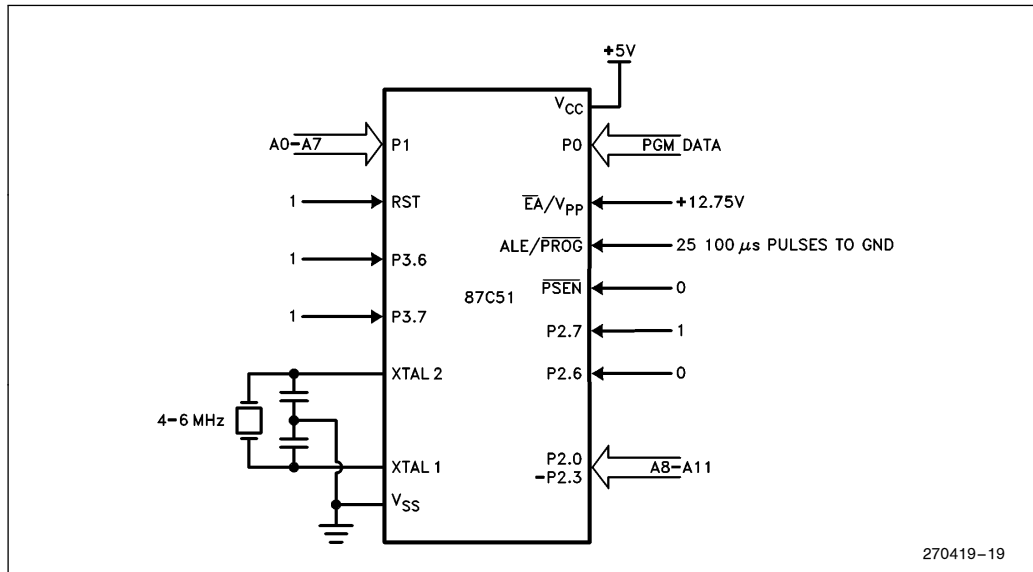 +5V
VCC
A0–A7
P1
P0
PGM DATA
1
RST
EA/VPP
+12.75V
ALE/PROG
25 100 μs PULSES TO GND
1
P3.6
87C51
PSEN
0
1
P3.7
P2.7
1
XTAL 2
P2.6
0
4–6 MHz
XTAL 1
P2.0
–P2.3
A8–A11
VSS
270419–19